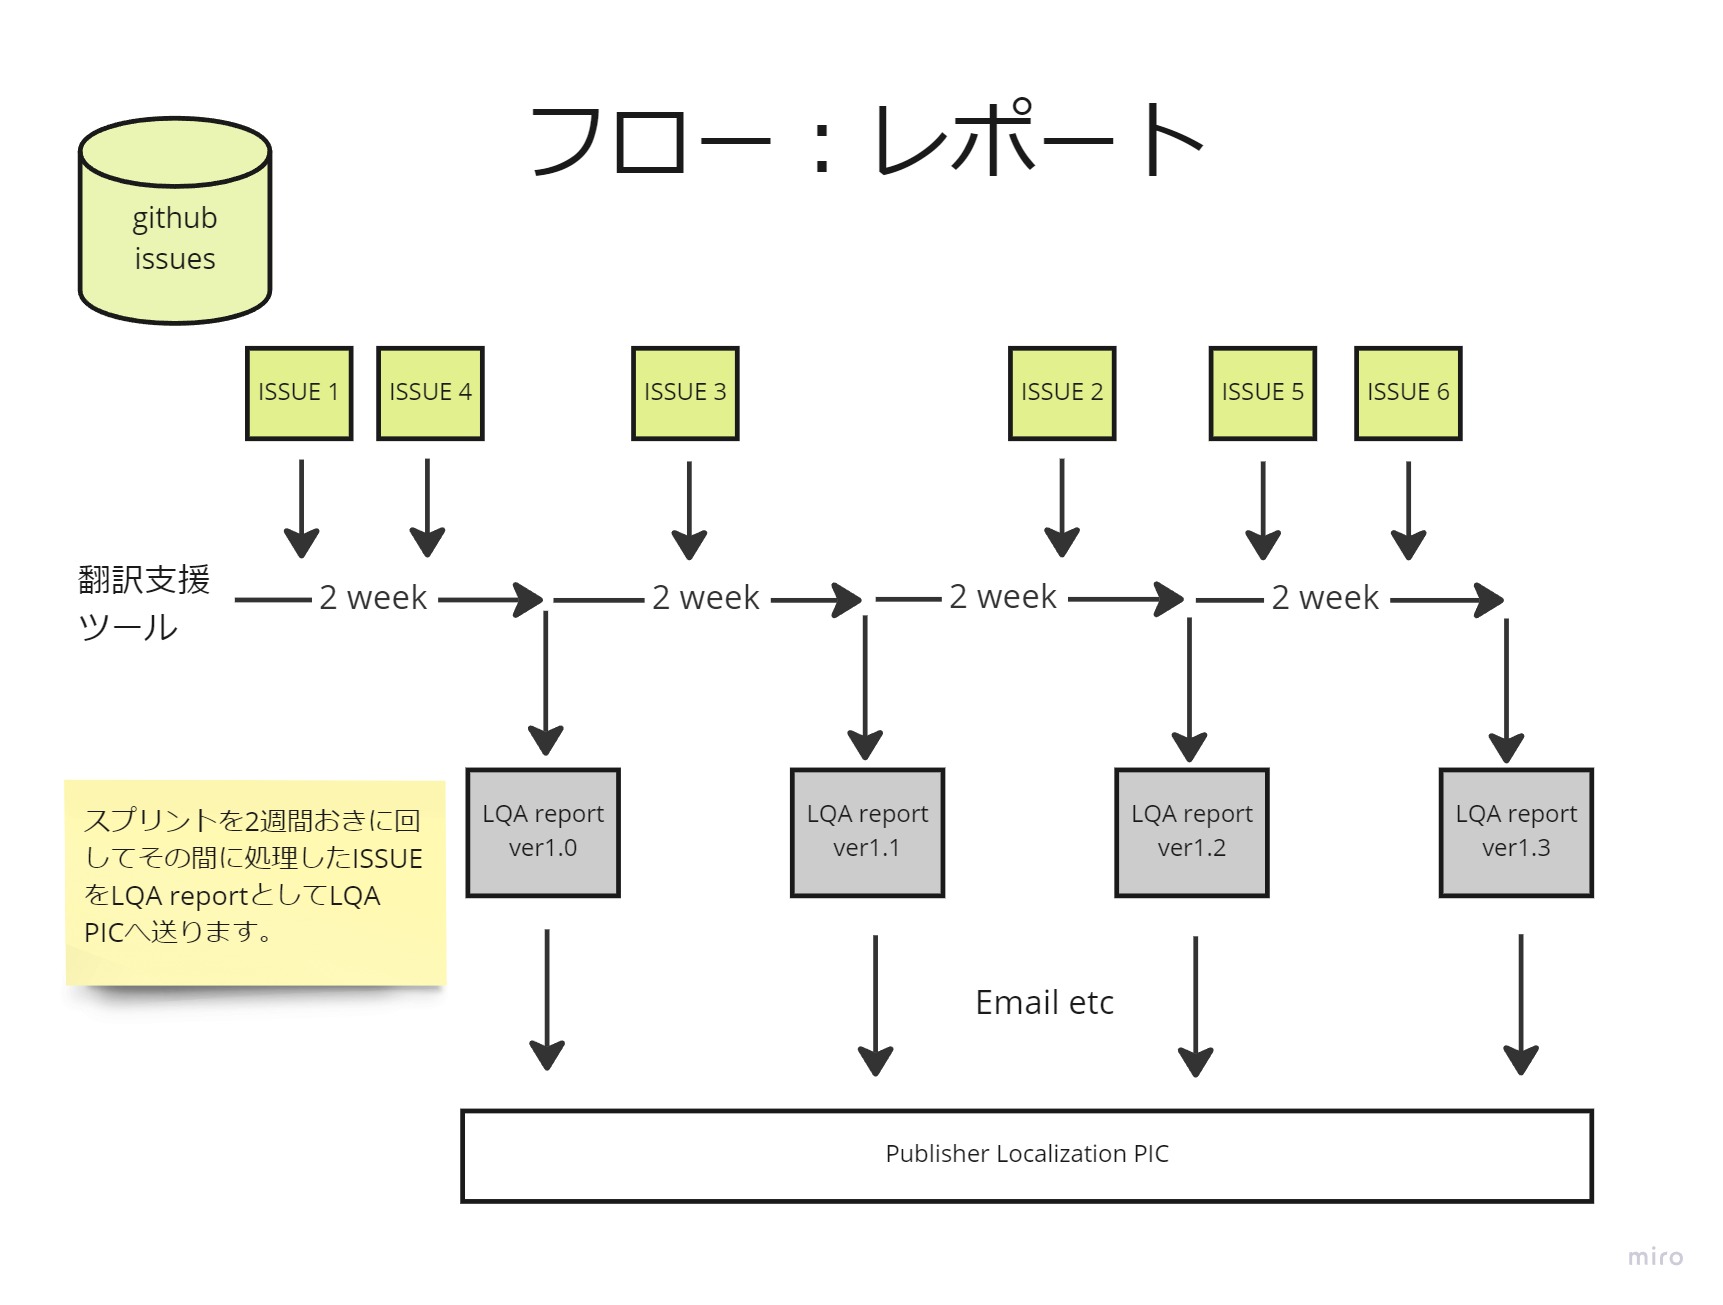 フロー：レポート
github
issues
ISSUE 1
ISSUE 4
ISSUE 3
ISSUE 2
ISSUE 5
ISSUE 6
翻訳支援
ツール
2 week
2 week
2 week
2 week
スプリントを2週間おきに回
してその間に処理したISSUE
をLQA reportとしてLQA
PICへ送ります。
LQA report
ver1.0
LQA report
ver1.1
LQA report
ver1.2
LQA report
ver1.3
Email etc
Publisher Localization PIC
miro